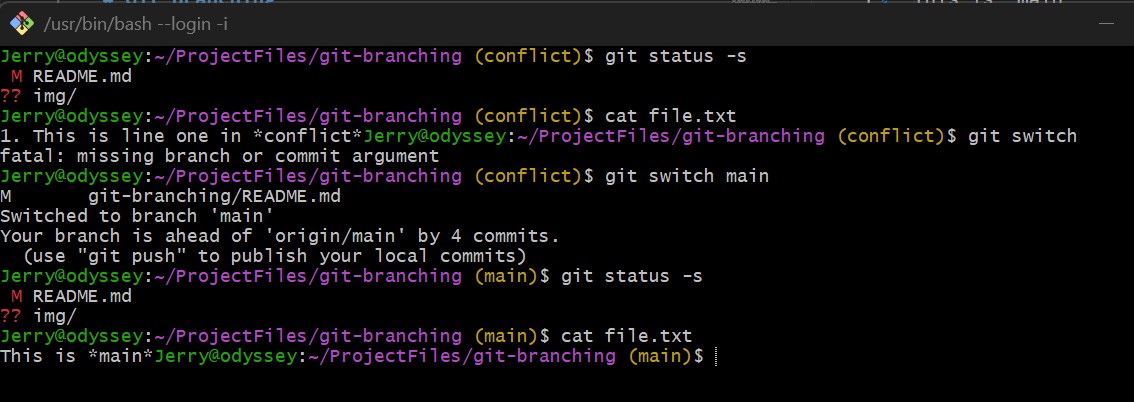 /usr/bin/bash --login -i
Jerry@odyssey:~/ProjectFiles/git-branching (conflict)$ git status -s
 M README.md
?? img/
Jerry@odyssey:~/ProjectFiles/git-branching (conflict)$ cat file.txt
1. This is line one in *conflict*Jerry@odyssey:~/ProjectFiles/git-branching (conflict)$ git switch
fatal: missing branch or commit argument
Jerry@odyssey:~/ProjectFiles/git-branching (conflict)$ git switch main
M       git-branching/README.md
Switched to branch 'main'
Your branch is ahead of 'origin/main' by 4 commits.
  (use "git push" to publish your local commits)
Jerry@odyssey:~/ProjectFiles/git-branching (main)$ git status -s
 M README.md
?? img/
Jerry@odyssey:~/ProjectFiles/git-branching (main)$ cat file.txt
This is *main*Jerry@odyssey:~/ProjectFiles/git-branching (main)$